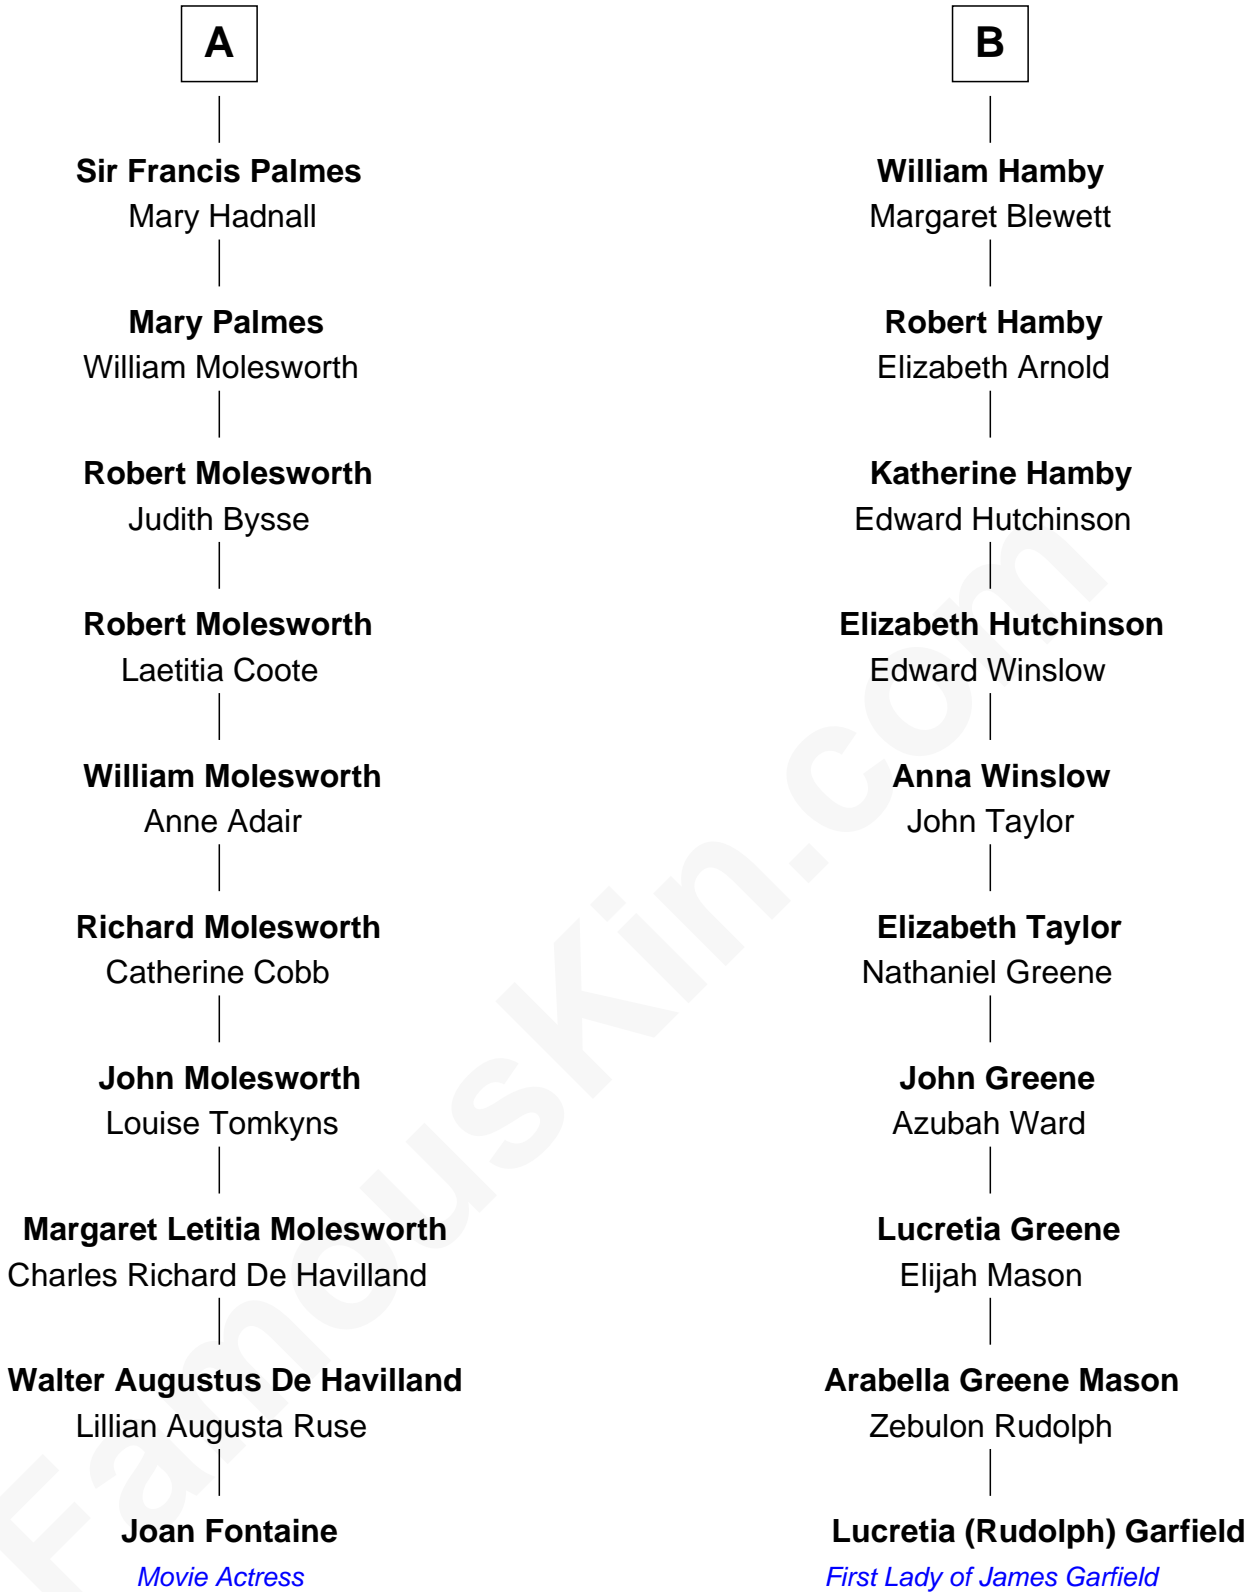 A
Sir Francis Palmes
Mary Hadnall
Mary Palmes
William Molesworth
Robert Molesworth
Judith Bysse
Robert Molesworth
Laetitia Coote
William Molesworth
Anne Adair
Richard Molesworth
Catherine Cobb
John Molesworth
Louise Tomkyns
Margaret Letitia Molesworth
Charles Richard De Havilland
Walter Augustus De Havilland
Lillian Augusta Ruse
Joan Fontaine
Movie Actress
B
William Hamby
Margaret Blewett
Robert Hamby
Elizabeth Arnold
Katherine Hamby
Edward Hutchinson
Elizabeth Hutchinson
Edward Winslow
Anna Winslow
John Taylor
Elizabeth Taylor
Nathaniel Greene
John Greene
Azubah Ward
Lucretia Greene
Elijah Mason
Arabella Greene Mason
Zebulon Rudolph
Lucretia (Rudolph) Garfield
First Lady of James Garfield
FamousKin.com